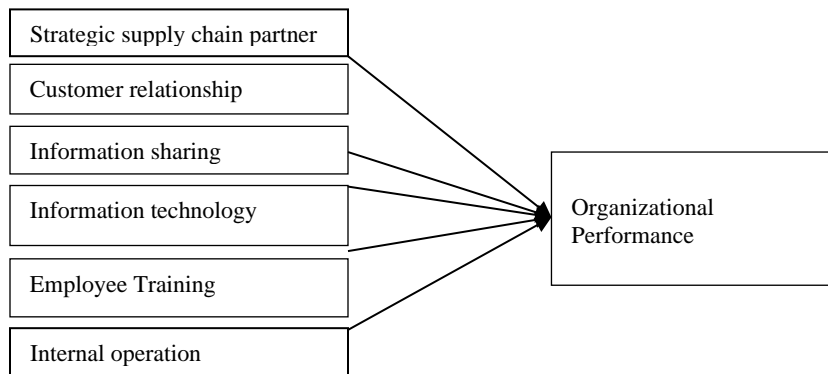 Strategic supply chain partner
Customer relationship
Information sharing
Information technology
Employee Training
Internal operation
Organizational
Performance